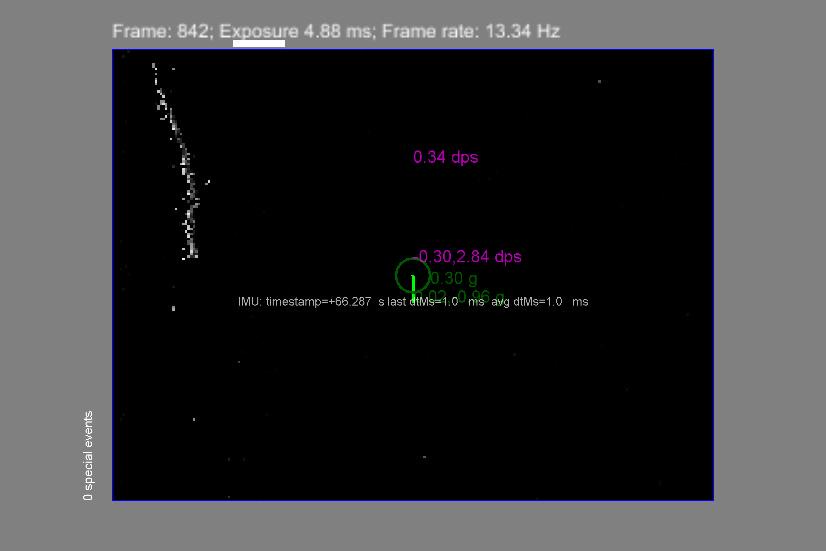 Frame: 842; Exposure 4.88 ms; Frame rate: 13.34 Hz
0.34 dps
-0.30,2.84 dps
0.30 g
IMU: timestamp=+66.287 s last dtMs=1.0 ms avg dtMs=1.0 ms
0 special events